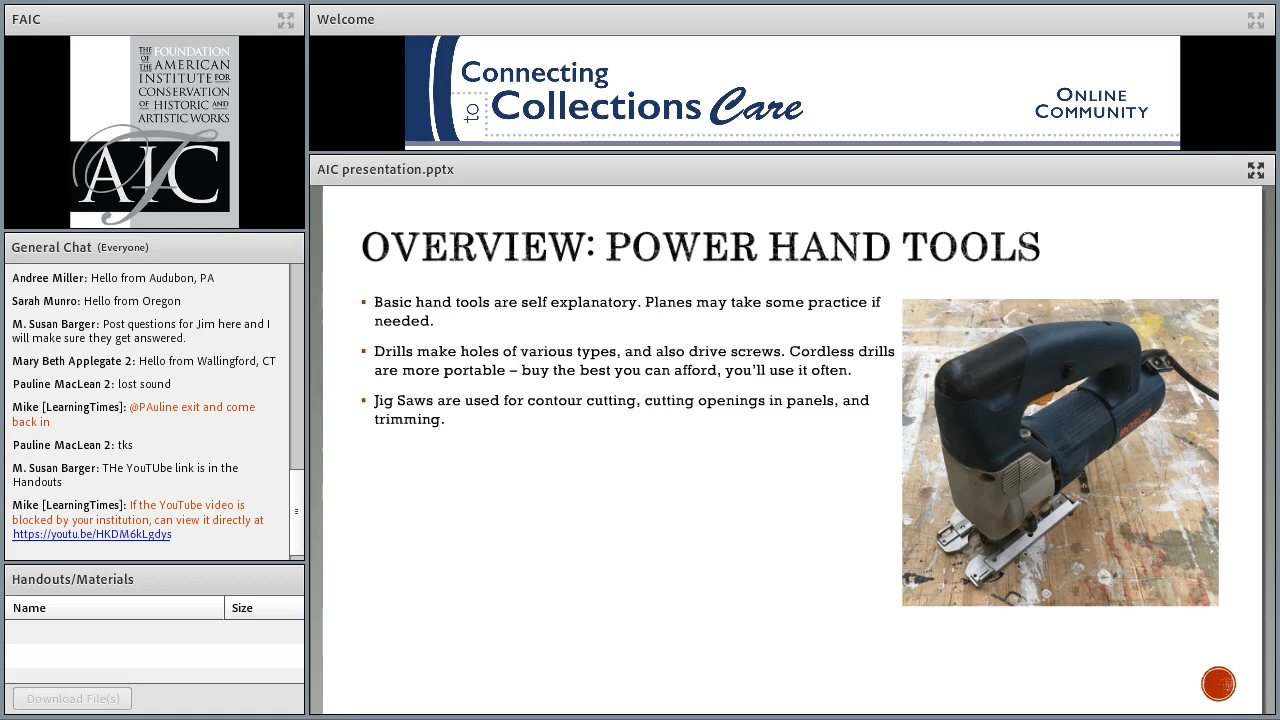 FAIC
THE FOUNDATION
OF THE AMERICAN
INSTITUTE FOR
CONSERVATION
OF HISTORIC AND
ARTISTIC WORKS
AIC
General Chat (Everyone)
Andree Miller: Hello from Audubon, PA
Sarah Munro: Hello from Oregon
M. Susan Barger: Post questions for Jim here and I
will make sure they get answered.
Mary Beth Applegate 2: Hello from Wallingford, CT
Pauline MacLean 2: lost sound
Mike [LearningTimes]: @PAuline exit and come
back in
Pauline MacLean 2: tks
M. Susan Barger: THe YouTUbe link is in the
Handouts
Mike [LearningTimes]: If the YouTube video is
blocked by your institution, can view it directly at
https://youtu.be/HKDM6kLgdys
Handouts/Materials
Name Size
Download File(s)
Welcome
Connecting
to Collections Care
ONLINE
COMMUNITY
AIC presentation.pptx
OVERVIEW: POWER HAND TOOLS
▪ Basic hand tools are self explanatory. Planes may take some practice if
needed.
▪ Drills make holes of various types, and also drive screws. Cordless drills
are more portable – buy the best you can afford, you’ll use it often.
▪ Jig Saws are used for contour cutting, cutting openings in panels, and
trimming.
BOSCH